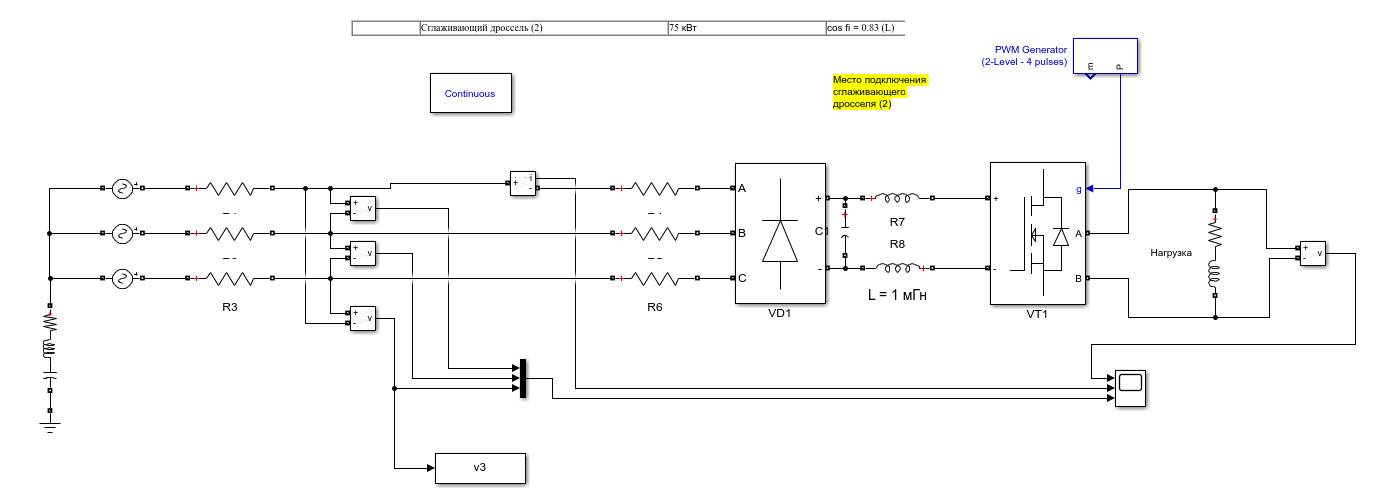 Сглаживающий дроссель (2) 75 кВт cos fi = 0.83 (L)
PWM Generator
(2-Level - 4 pulses)
m
P
Continuous
Место подключения
сглаживающего
дросселя (2)
g
A
B
C
+
-
C1
R7
R8
L = 1 мГн
+
-
A
B
Нагрузка
v
v
v
v
i
R3
R6
VD1
VT1
v3